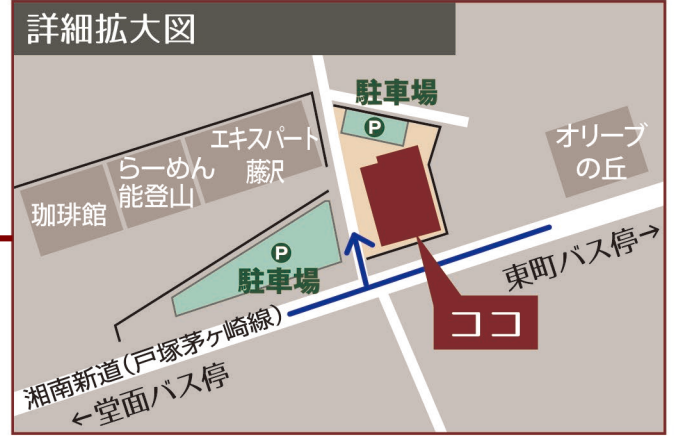 詳細拡大図
駐車場
P
エキスパート
藤沢
らーめん
能登山
珈琲館
オリーブ
の丘
P
駐車場
東町バス停→
ココ
湘南新道(戸塚茅ヶ崎線)
←堂面バス停